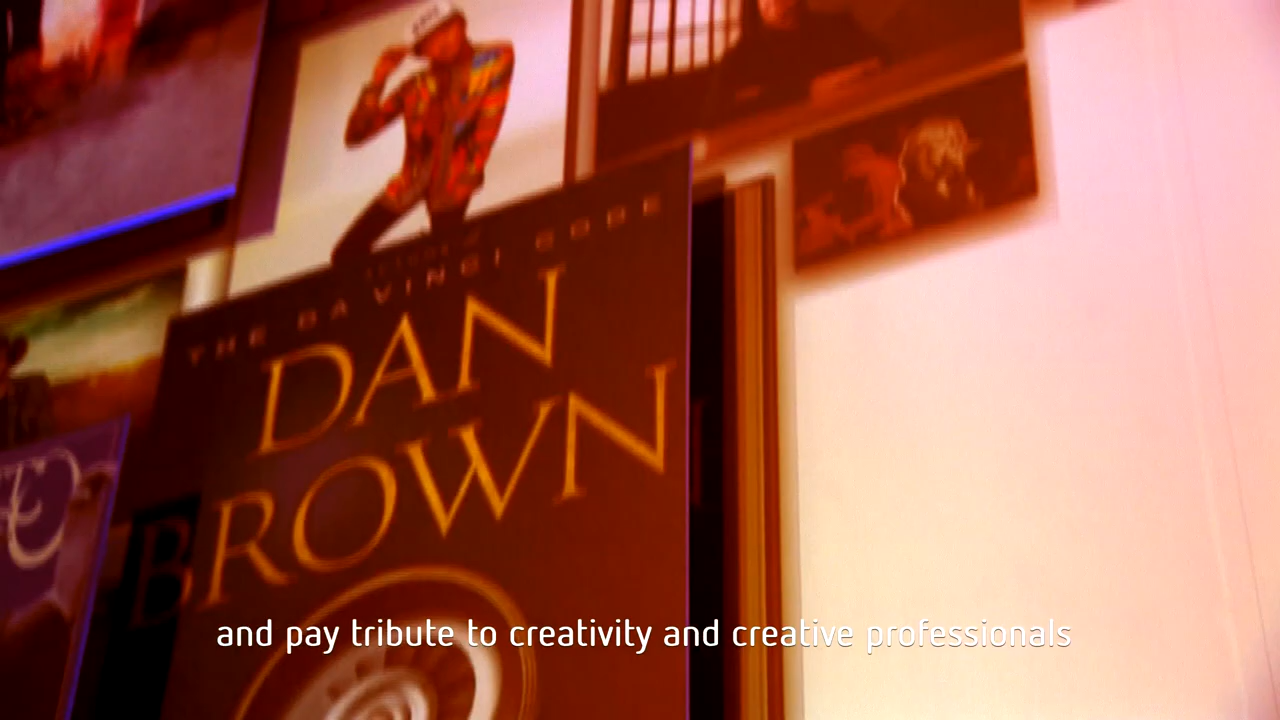 THE DA VINCI CODE
DAN
BROWN
and pay tribute to creativity and creative professionals